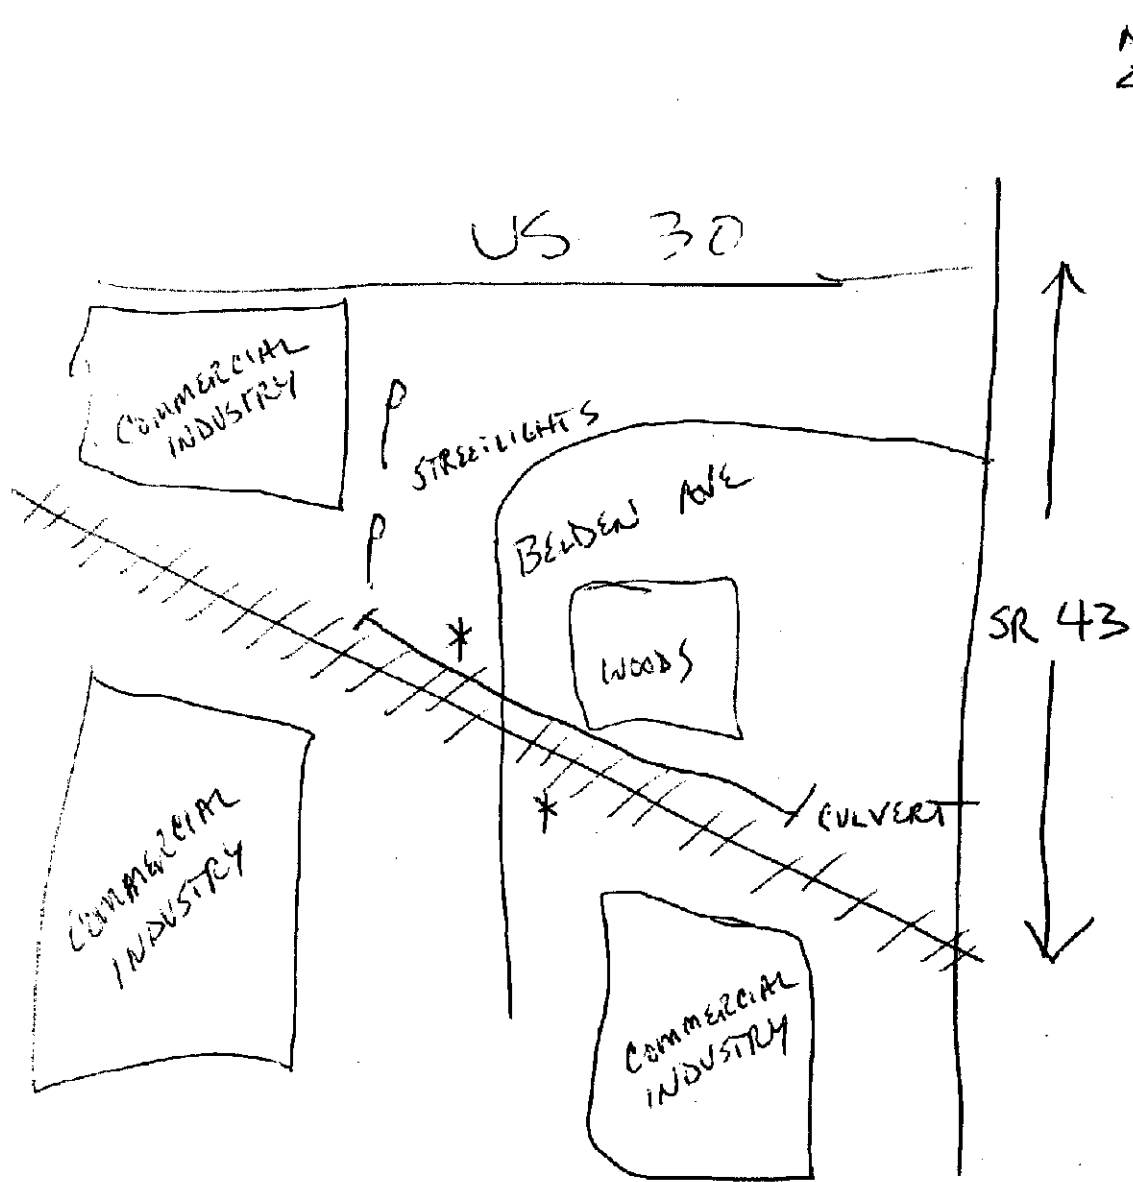 US 30
COMMERCIAL
INDUSTRY
STREETLIGHTS
BELDEN AVE
SR 43
WOODS
CULVERT
COMMERCIAL
INDUSTRY
COMMERCIAL
INDUSTRY